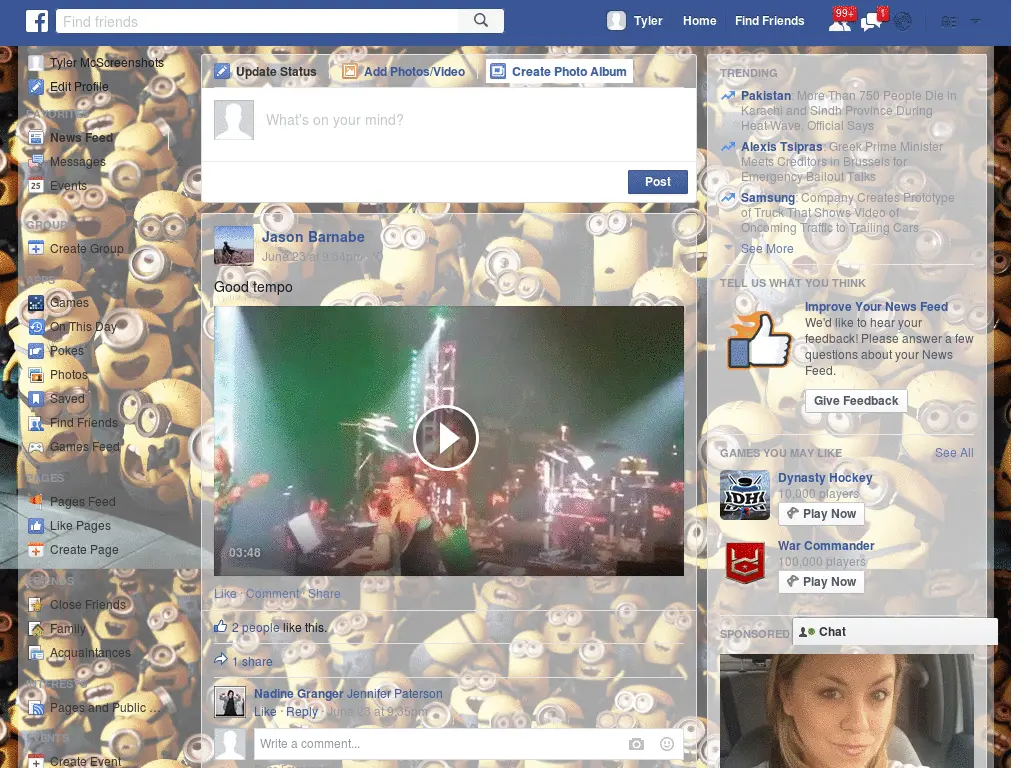 Find friends
Tyler
Home
Find Friends
99+
1
Tyler McScreenshots
Edit Profile
FAVORITES
News Feed
Messages
25
Events
GROUPS
Create Group
APPS
Games
On This Day
Pokes
Photos
Saved
Find Friends
Games Feed
PAGES
Pages Feed
Like Pages
Create Page
FRIENDS
Close Friends
Family
Acquaintances
INTERESTS
Pages and Public ...
EVENTS
Create Event
Update Status
Add Photos/Video
Create Photo Album
What's on your mind?
Post
Jason Barnabe
June 23 at 9:04pm
Good tempo
03:48
Like · Comment · Share
2 people like this.
1 share
Nadine Granger Jennifer Paterson
Like · Reply · June 23 at 9:35pm
Write a comment...
TRENDING
Pakistan: More Than 750 People Die in
Karachi and Sindh Province During
Heat Wave, Official Says
Alexis Tsipras: Greek Prime Minister
Meets Creditors in Brussels for
Emergency Bailout Talks
Samsung: Company Creates Prototype
of Truck That Shows Video of
Oncoming Traffic to Trailing Cars
See More
TELL US WHAT YOU THINK
Improve Your News Feed
We'd like to hear your
feedback! Please answer a few
questions about your News
Feed.
Give Feedback
GAMES YOU MAY LIKE
See All
DH
Dynasty Hockey
10,000 players
Play Now
War Commander
100,000 players
Play Now
SPONSORED
Chat